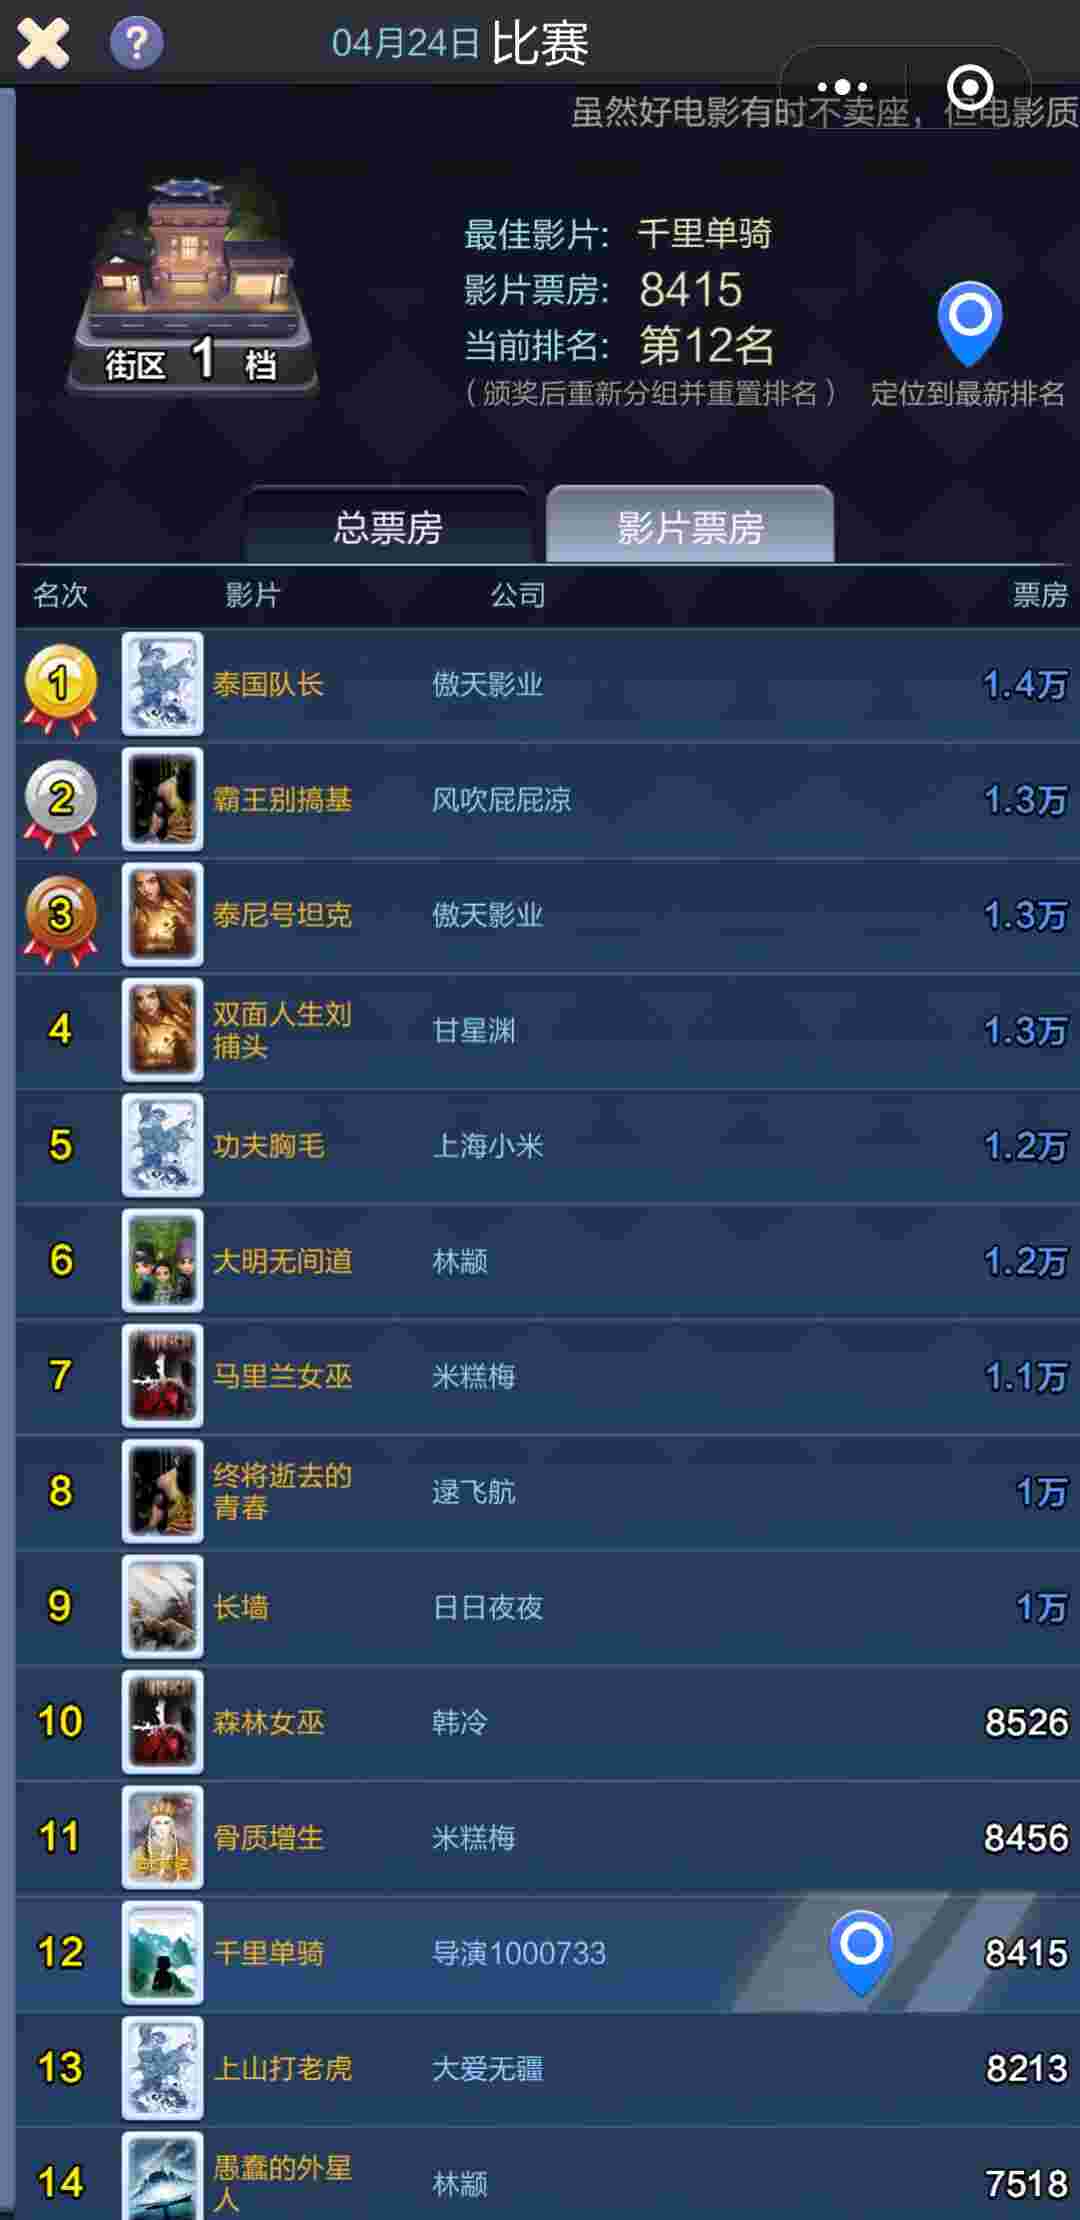 04月24日 比赛
虽然好电影有时不卖座，但电影质
最佳影片: 千里单骑
影片票房: 8415
当前排名: 第12名
（颁奖后重新分组并重置排名）
定位到最新排名
街区 1 档
总票房 影片票房
名次 影片 公司 票房
1 泰国队长 傲天影业 1.4万
2 霸王别搞基 风吹屁屁凉 1.3万
3 泰尼号坦克 傲天影业 1.3万
4 双面人生刘
捕头 甘星渊 1.3万
5 功夫胸毛 上海小米 1.2万
6 大明无间道 林颛 1.2万
7 马里兰女巫 米糕梅 1.1万
8 终将逝去的
青春 逯飞航 1万
9 长墙 日日夜夜 1万
10 森林女巫 韩冷 8526
11 骨质增生 米糕梅 8456
12 千里单骑 导演1000733 8415
13 上山打老虎 大爱无疆 8213
14 愚蠢的外星
人 林颛 7518